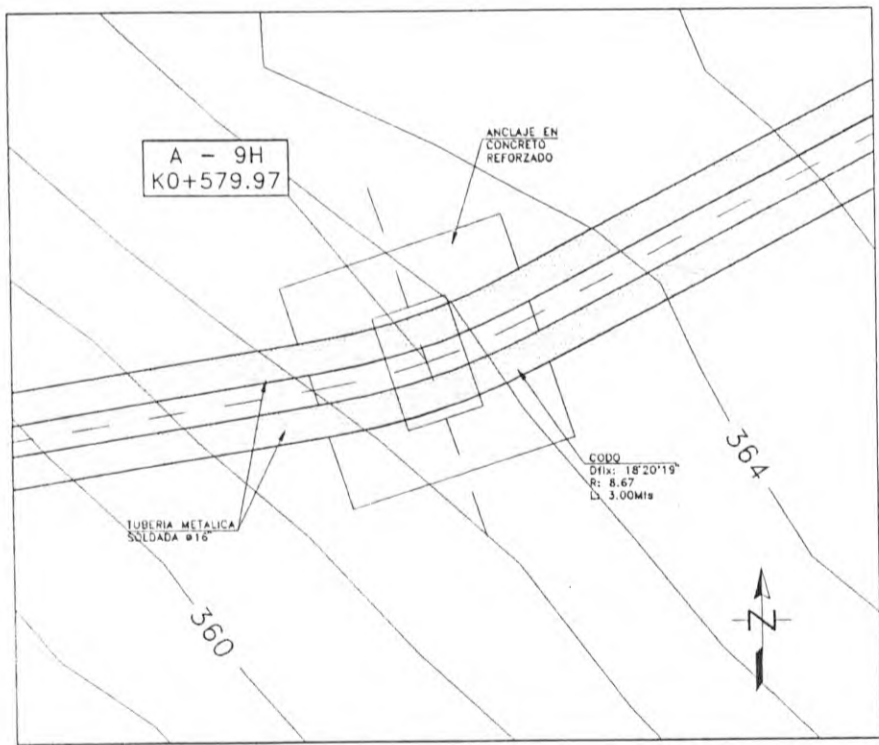 A - 9H
K0+579.97
ANCLAJE EN
CONCRETO
REFORZADO
364
CODO
Dflx: 18°20'19"
R: 8.67
L: 3.00Mts
TUBERIA METALICA
SOLDADA ø16"
360
N